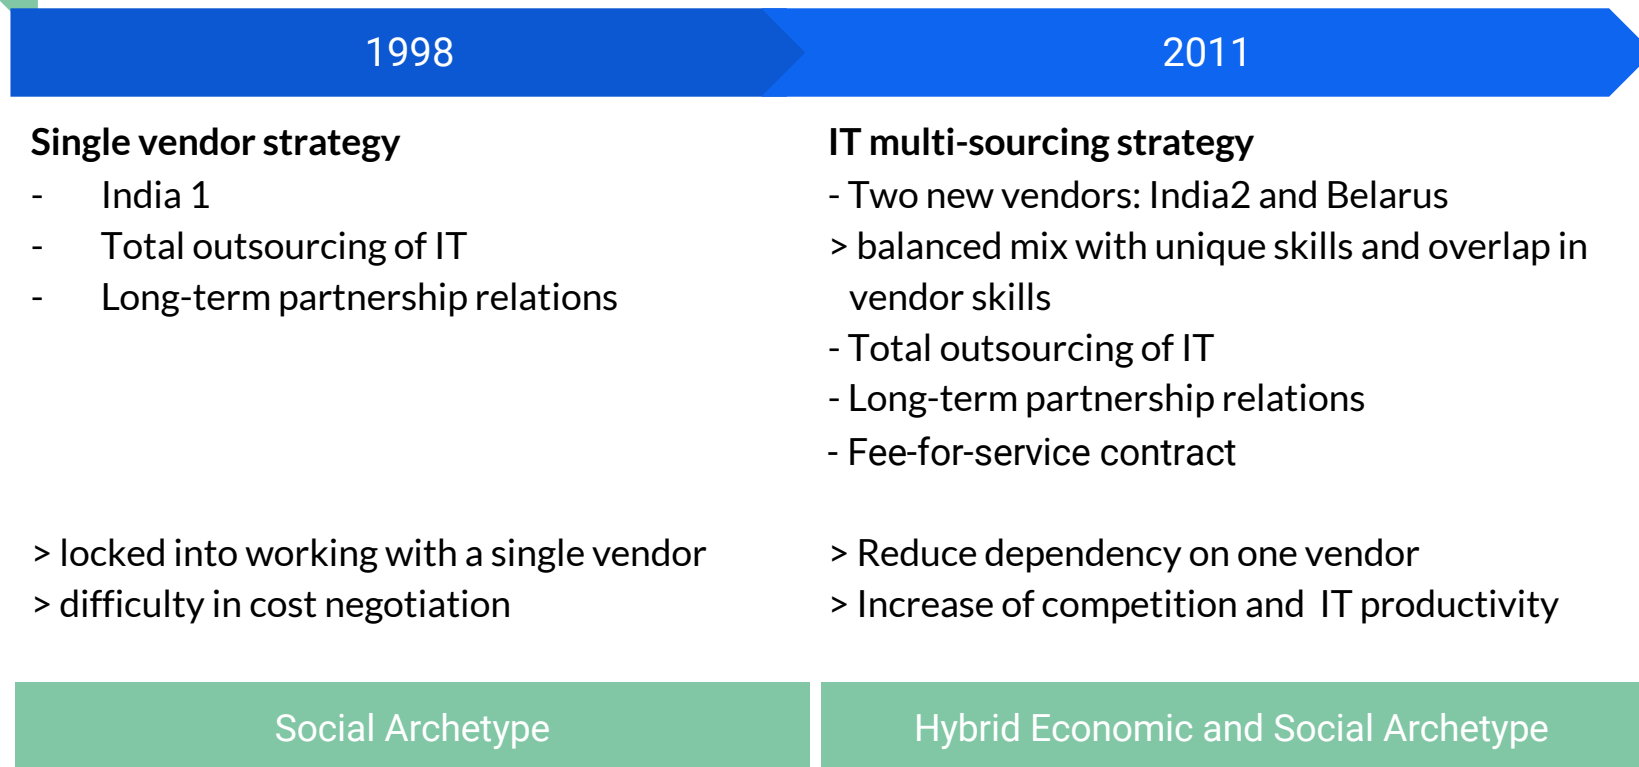 1998
Single vendor strategy
- India 1
- Total outsourcing of IT
- Long-term partnership relations
> locked into working with a single vendor
> difficulty in cost negotiation
Social Archetype
2011
IT multi-sourcing strategy
- Two new vendors: India2 and Belarus
> balanced mix with unique skills and overlap in
vendor skills
- Total outsourcing of IT
- Long-term partnership relations
- Fee-for-service contract
> Reduce dependency on one vendor
> Increase of competition and IT productivity
Hybrid Economic and Social Archetype